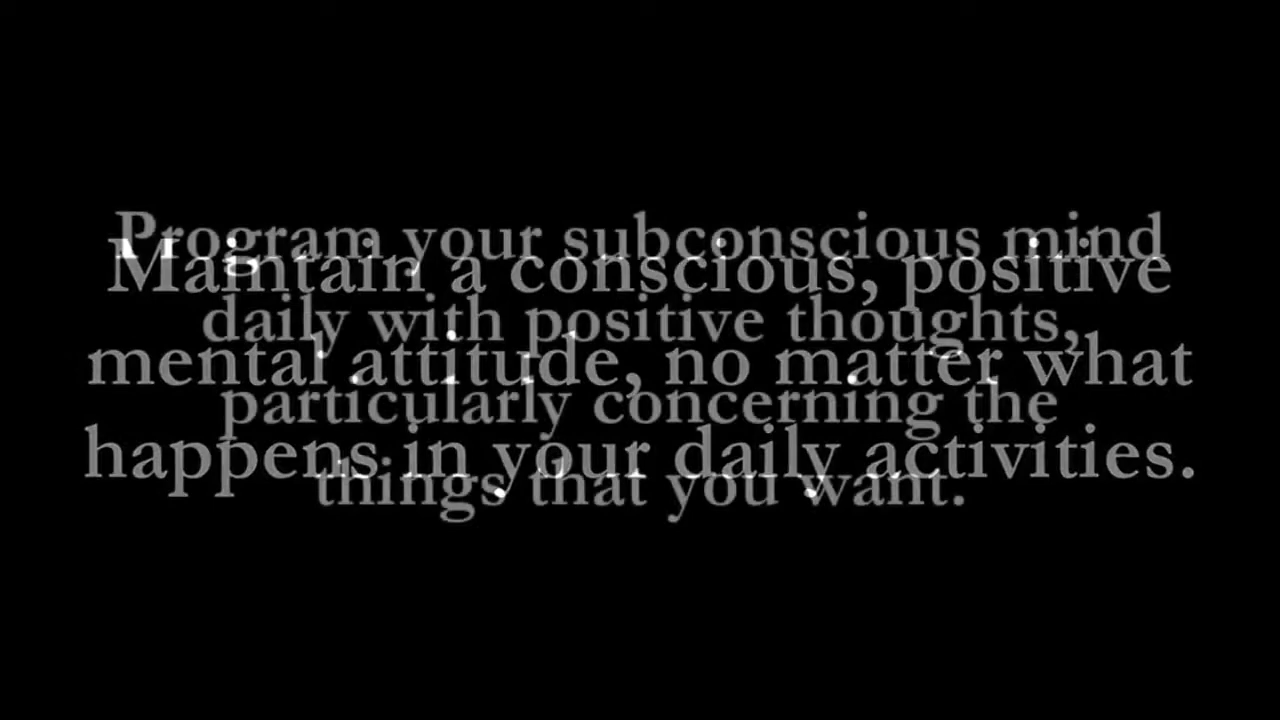 Program your subconscious mind
daily with positive thoughts,
particularly concerning the
things that you want.
Maintain a conscious, positive
mental attitude, no matter what
happens in your daily activities.